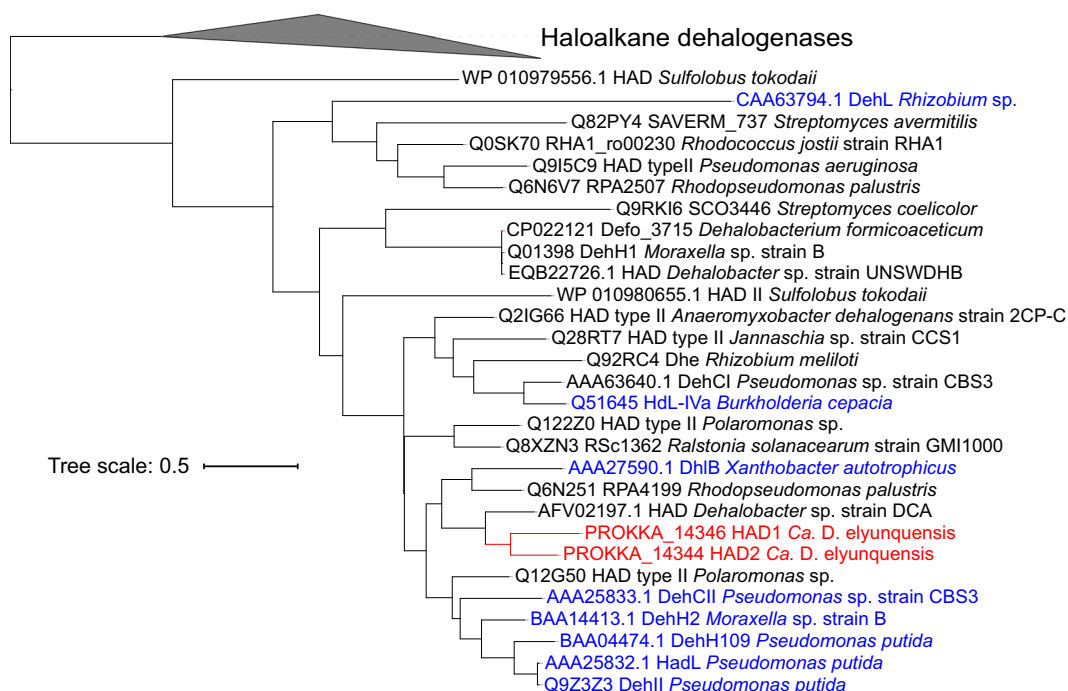 Haloalkane dehalogenases
WP 010979556.1 HAD Sulfolobus tokodaii
CAA63794.1 DehL Rhizobium sp.
Q82PY4 SAVERM_737 Streptomyces avermitilis
Q0SK70 RHA1_ro00230 Rhodococcus jostii strain RHA1
Q9I5C9 HAD typeII Pseudomonas aeruginosa
Q6N6V7 RPA2507 Rhodopseudomonas palustris
Q9RKI6 SCO3446 Streptomyces coelicolor
CP022121 Defo_3715 Dehalobacterium formicoaceticum
Q01398 DehH1 Moraxella sp. strain B
EQB22726.1 HAD Dehalobacter sp. strain UNSWDHB
WP 010980655.1 HAD II Sulfolobus tokodaii
Q2IG66 HAD type II Anaeromyxobacter dehalogenans strain 2CP-C
Q28RT7 HAD type II Jannaschia sp. strain CCS1
Q92RC4 Dhe Rhizobium meliloti
AAA63640.1 DehCI Pseudomonas sp. strain CBS3
Q51645 HdL-IVa Burkholderia cepacia
Q122Z0 HAD type II Polaromonas sp.
Q8XZN3 RSc1362 Ralstonia solanacearum strain GMI1000
Tree scale: 0.5
AAA27590.1 DhlB Xanthobacter autotrophicus
Q6N251 RPA4199 Rhodopseudomonas palustris
AFV02197.1 HAD Dehalobacter sp. strain DCA
PROKKA_14346 HAD1 Ca. D. elyunquensis
PROKKA_14344 HAD2 Ca. D. elyunquensis
Q12G50 HAD type II Polaromonas sp.
AAA25833.1 DehCII Pseudomonas sp. strain CBS3
BAA14413.1 DehH2 Moraxella sp. strain B
BAA04474.1 DehH109 Pseudomonas putida
AAA25832.1 HadL Pseudomonas putida
Q9Z3Z3 DehII Pseudomonas putida